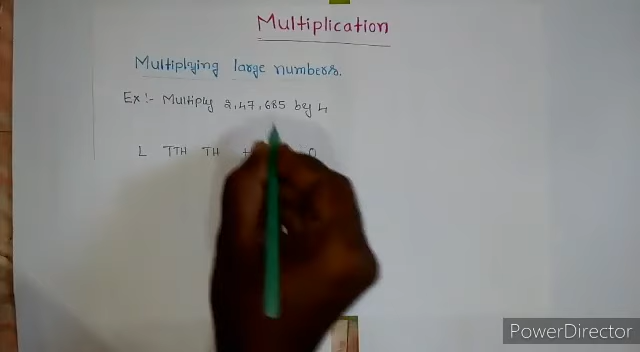 Multiplication
Multiplying large numbers.
Ex:- Multiply 2,47,685 by 4
L TTH TH O
PowerDirector